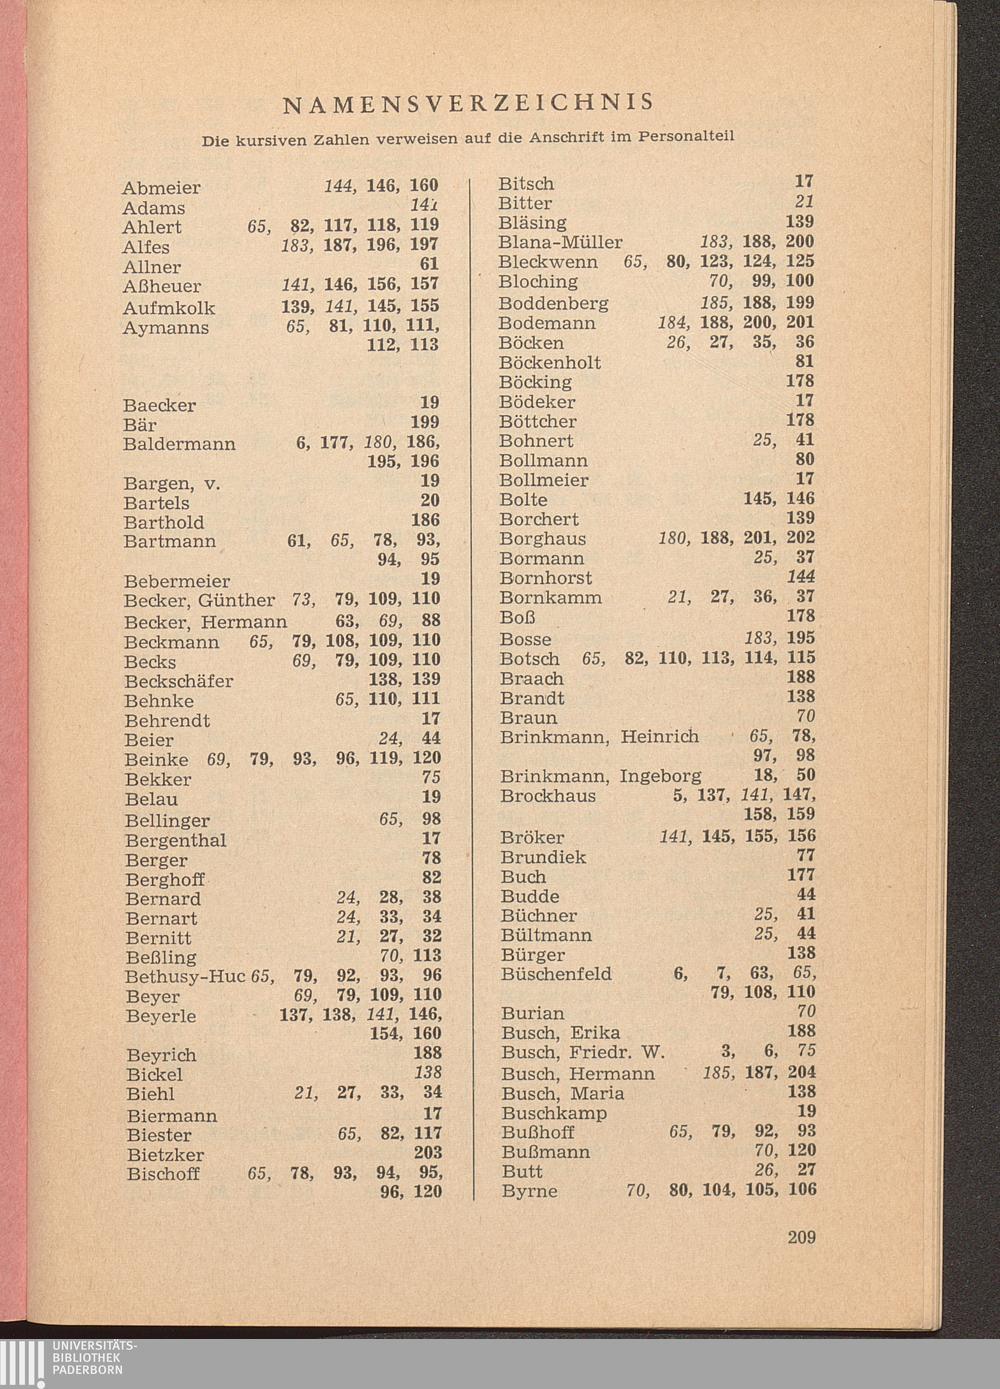 NAMENSVERZEICHNIS
Die kursiven Zahlen verweisen auf die Anschrift im Personalteil
Abmeier 144, 146, 160
Adams 141
Ahlert 65, 82, 117, 118, 119
Alfes 183, 187, 196, 197
Allner 61
Aßheuer 141, 146, 156, 157
Aufmkolk 139, 141, 145, 155
Aymanns 65, 81, 110, 111,
112, 113
Baecker 19
Bär 199
Baldermann 6, 177, 180, 186,
195, 196
Bargen, v. 19
Bartels 20
Barthold 186
Bartmann 61, 65, 78, 93,
94, 95
Bebermeier 19
Becker, Günther 73, 79, 109, 110
Becker, Hermann 63, 69, 88
Beckmann 65, 79, 108, 109, 110
Becks 69, 79, 109, 110
Beckschäfer 138, 139
Behnke 65, 110, 111
Behrendt 17
Beier 24, 44
Beinke 69, 79, 93, 96, 119, 120
Bekker 75
Belau 19
Bellinger 65, 98
Bergenthal 17
Berger 78
Berghoff 82
Bernard 24, 28, 38
Bernart 24, 33, 34
Bernitt 21, 27, 32
Beßling 70, 113
Bethusy-Huc 65, 79, 92, 93, 96
Beyer 69, 79, 109, 110
Beyerle 137, 138, 141, 146,
154, 160
Beyrich 188
Bickel 138
Biehl 21, 27, 33, 34
Biermann 17
Biester 65, 82, 117
Bietzker 203
Bischoff 65, 78, 93, 94, 95,
96, 120
Bitsch 17
Bitter 21
Bläsing 139
Blana-Müller 183, 188, 200
Bleckwenn 65, 80, 123, 124, 125
Bloching 70, 99, 100
Boddenberg 185, 188, 199
Bodemann 184, 188, 200, 201
Böcken 26, 27, 35, 36
Böckenholt 81
Böcking 178
Bödeker 17
Böttcher 178
Bohnert 25, 41
Bollmann 80
Bollmeier 17
Bolte 145, 146
Borchert 139
Borghaus 180, 188, 201, 202
Bormann 25, 37
Bornhorst 144
Bornkamm 21, 27, 36, 37
Boß 178
Bosse 183, 195
Botsch 65, 82, 110, 113, 114, 115
Braach 188
Brandt 138
Braun 70
Brinkmann, Heinrich 65, 78,
97, 98
Brinkmann, Ingeborg 18, 50
Brockhaus 5, 137, 141, 147,
158, 159
Bröker 141, 145, 155, 156
Brundiek 77
Buch 177
Budde 44
Büchner 25, 41
Bültmann 25, 44
Bürger 138
Büschenfeld 6, 7, 63, 65,
79, 108, 110
Burian 70
Busch, Erika 188
Busch, Friedr. W. 3, 6, 75
Busch, Hermann 185, 187, 204
Busch, Maria 138
Buschkamp 19
Bußhoff 65, 79, 92, 93
Bußmann 70, 120
Butt 26, 27
Byrne 70, 80, 104, 105, 106
209
UNIVERSITÄTS-
BIBLIOTHEK
PADERBORN